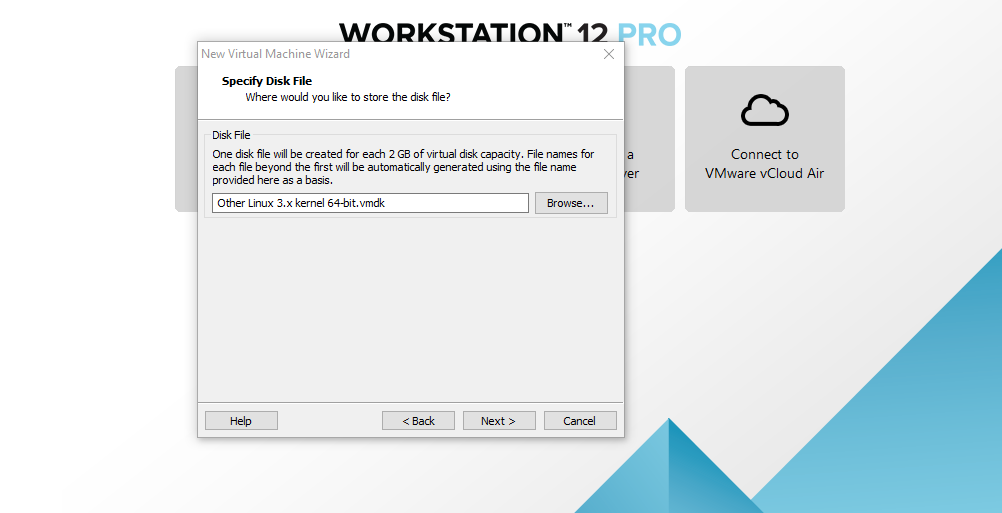 WORKSTATION™ 12 PRO
New Virtual Machine Wizard
Specify Disk File
Where would you like to store the disk file?
Disk File
One disk file will be created for each 2 GB of virtual disk capacity. File names for
each file beyond the first will be automatically generated using the file name
provided here as a basis.
Other Linux 3.x kernel 64-bit.vmdk
Browse...
Help
< Back
Next >
Cancel
a
ver
Connect to
VMware vCloud Air